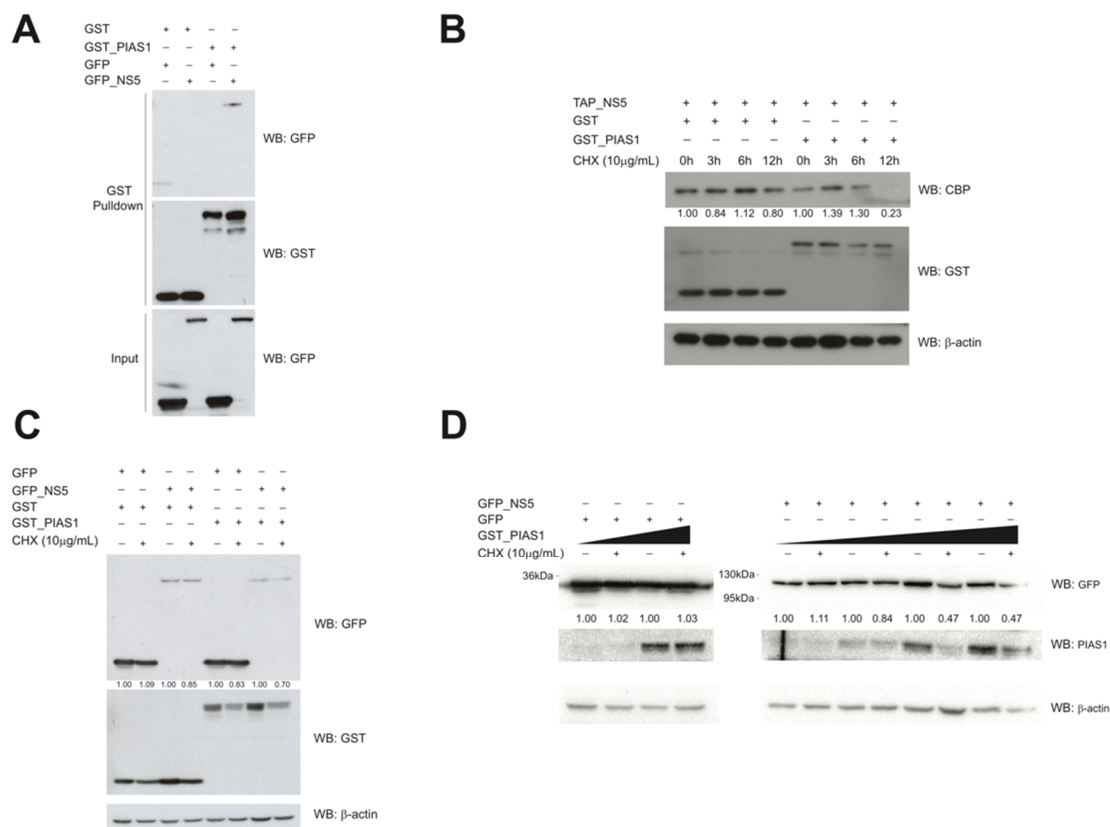 A
GST + + – –
GST_PIAS1 – – + +
GFP + – + –
GFP_NS5 – + – +
WB: GFP
GST
Pulldown
WB: GST
Input
WB: GFP
B
TAP_NS5 + + + + + + + +
GST + + + + – – – –
GST_PIAS1 – – – – + + + +
CHX (10μg/mL) 0h 3h 6h 12h 0h 3h 6h 12h
WB: CBP
1.00 0.84 1.12 0.80 1.00 1.39 1.30 0.23
WB: GST
WB: β-actin
C
GFP + + – – + + – –
GFP_NS5 – – + + – – + +
GST + + + + – – – –
GST_PIAS1 – – – – + + + +
CHX (10μg/mL) – + – + – + – +
WB: GFP
1.00 1.09 1.00 0.85 1.00 0.83 1.00 0.70
WB: GST
WB: β-actin
D
GFP_NS5 – – – – + + + + + + + +
GFP + + + + – – – – – – – –
GST_PIAS1
CHX (10μg/mL) – + – + – + – + – + – +
36kDa - 130kDa -
WB: GFP
95kDa -
1.00 1.02 1.00 1.03 1.00 1.11 1.00 0.84 1.00 0.47 1.00 0.47
WB: PIAS1
WB: β-actin